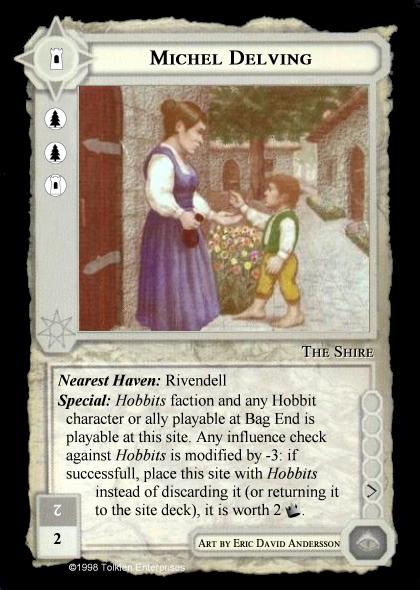 MICHEL DELVING
THE SHIRE
Nearest Haven: Rivendell
Special: Hobbits faction and any Hobbit
character or ally playable at Bag End is
playable at this site. Any influence check
against Hobbits is modified by -3: if
successfull, place this site with Hobbits
instead of discarding it (or returning it
to the site deck), it is worth 2 .
2
2
ART BY ERIC DAVID ANDERSSON
©1998 Tolkien Enterprises